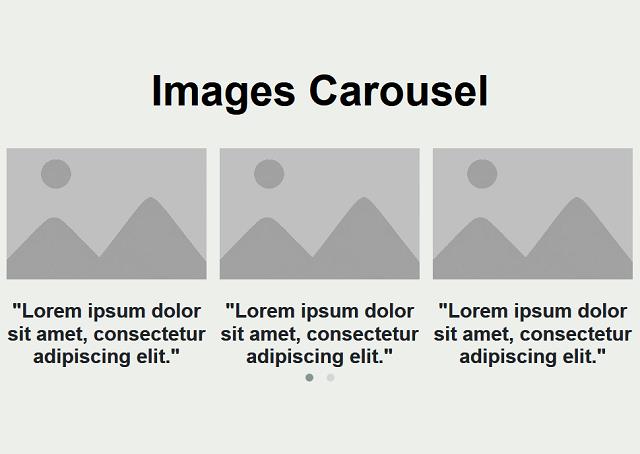 Images Carousel
"Lorem ipsum dolor
sit amet, consectetur
adipiscing elit."
"Lorem ipsum dolor
sit amet, consectetur
adipiscing elit."
"Lorem ipsum dolor
sit amet, consectetur
adipiscing elit."